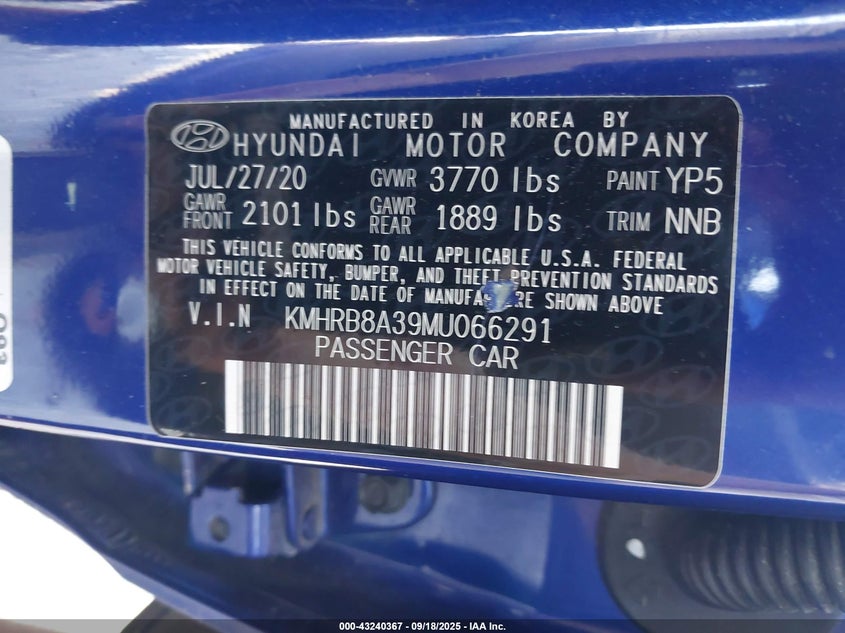 MANUFACTURED IN KOREA BY
HYUNDAI MOTOR COMPANY
JUL/27/20 GVWR 3770 lbs PAINT YP5
GAWR FRONT 2101 lbs GAWR REAR 1889 lbs TRIM NNB
THIS VEHICLE CONFORMS TO ALL APPLICABLE U.S.A. FEDERAL
MOTOR VEHICLE SAFETY, BUMPER, AND THEFT PREVENTION STANDARDS
IN EFFECT ON THE DATE OF MANUFACTURE SHOWN ABOVE
V.I.N KMHRB8A39MU066291
PASSENGER CAR
000-43240367 - 09/18/2025 - IAA Inc.